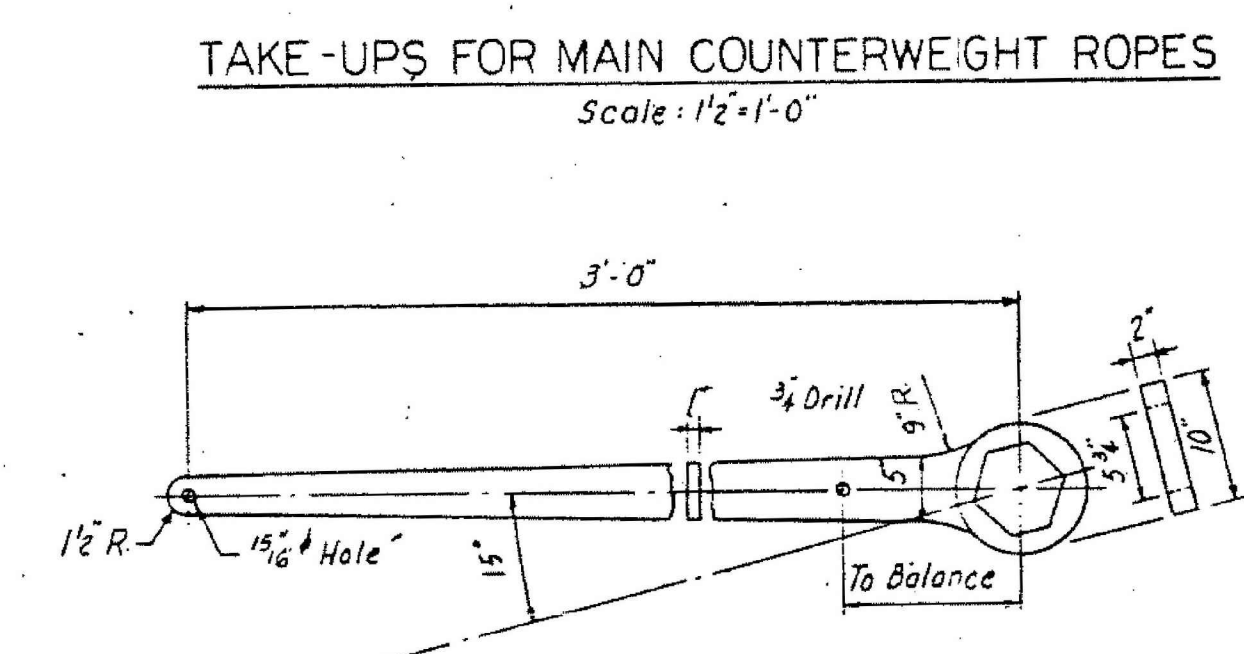 TAKE-UPS FOR MAIN COUNTERWEIGHT ROPES
Scale: 1½"=1'-0"
3'-0"
2"
1"
¾" Drill
9" R.
5"
5¾"
10"
1½" R.
15/16" ϕ Hole
15°
To Balance